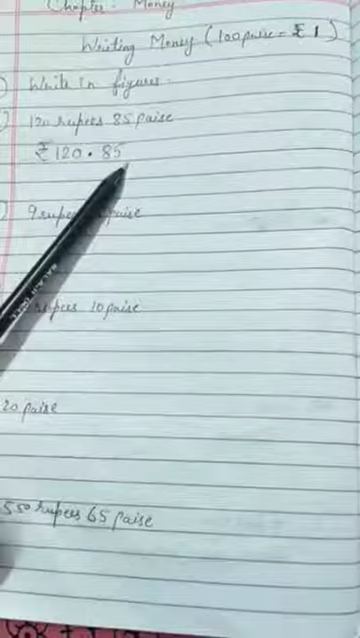 Chapter: Money
Writing Money (100 paise = ₹ 1)
Write in figures.
120 rupees 85 paise
₹ 120.85
9 rupees paise
rupees 10 paise
20 paise
550 rupees 65 paise